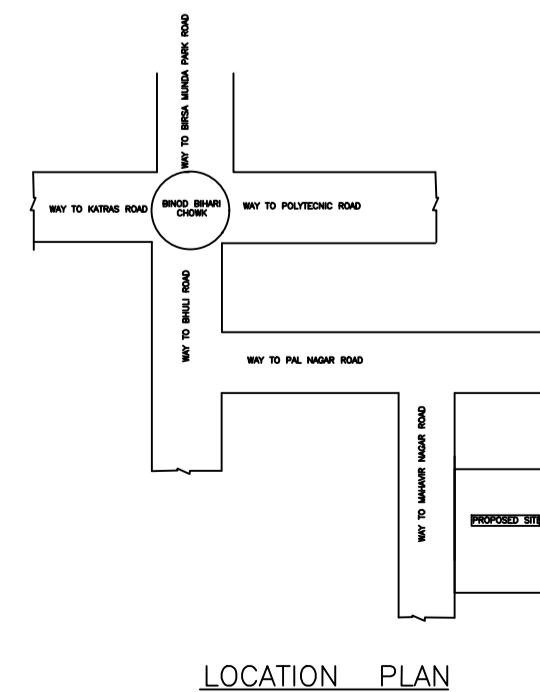 WAY TO BIRSA MUNDA PARK ROAD
WAY TO KATRAS ROAD
BINOD BIHARI
CHOWK
WAY TO POLYTECNIC ROAD
WAY TO BHULI ROAD
WAY TO PAL NAGAR ROAD
WAY TO MAHAVIR NAGAR ROAD
PROPOSED SITE
LOCATION PLAN